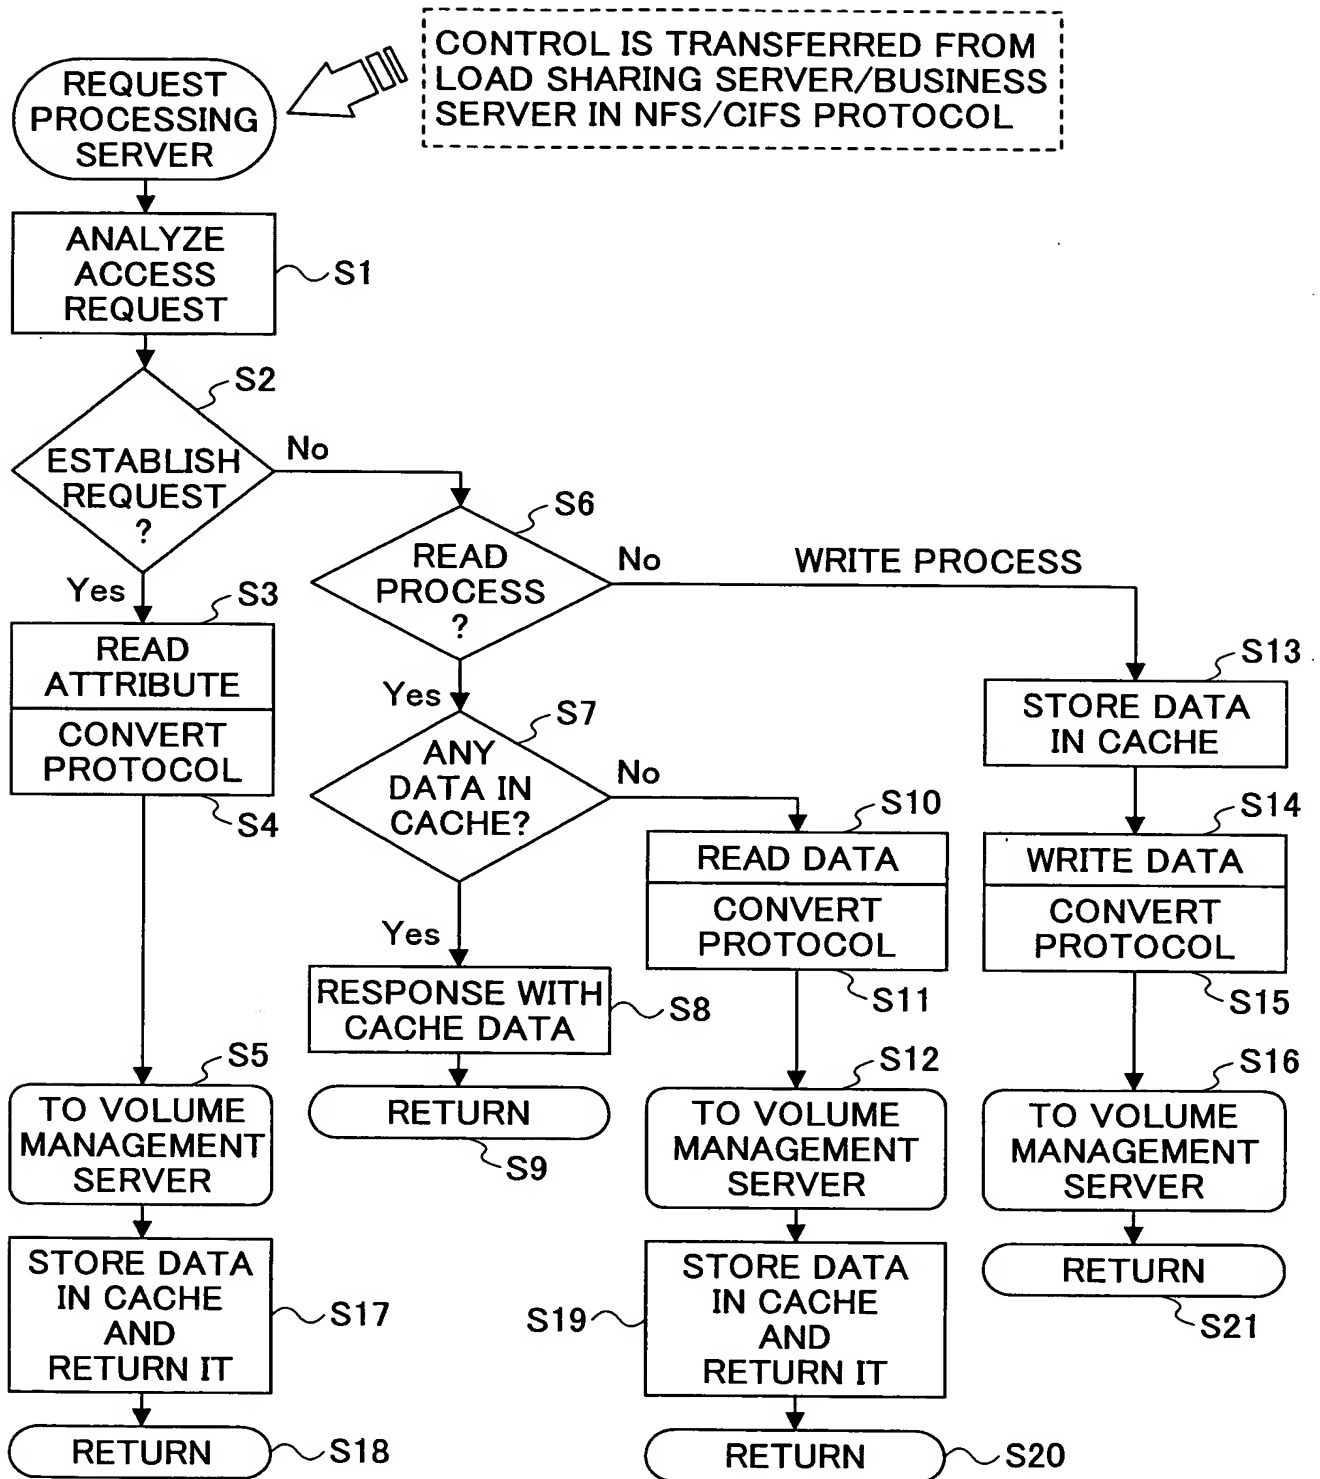 CONTROL IS TRANSFERRED FROM
LOAD SHARING SERVER/BUSINESS
SERVER IN NFS/CIFS PROTOCOL
REQUEST
PROCESSING
SERVER
ANALYZE
ACCESS
REQUEST
S1
S2
ESTABLISH
REQUEST
?
No
Yes
S3
READ
ATTRIBUTE
CONVERT
PROTOCOL
S4
S5
TO VOLUME
MANAGEMENT
SERVER
STORE DATA
IN CACHE
AND
RETURN IT
S17
RETURN
S18
S6
READ
PROCESS
?
No
WRITE PROCESS
Yes
S7
ANY
DATA IN
CACHE?
No
Yes
RESPONSE WITH
CACHE DATA
S8
RETURN
S9
S10
READ DATA
CONVERT
PROTOCOL
S11
S12
TO VOLUME
MANAGEMENT
SERVER
STORE DATA
IN CACHE
AND
RETURN IT
S19
RETURN
S20
S13
STORE DATA
IN CACHE
S14
WRITE DATA
CONVERT
PROTOCOL
S15
S16
TO VOLUME
MANAGEMENT
SERVER
RETURN
S21